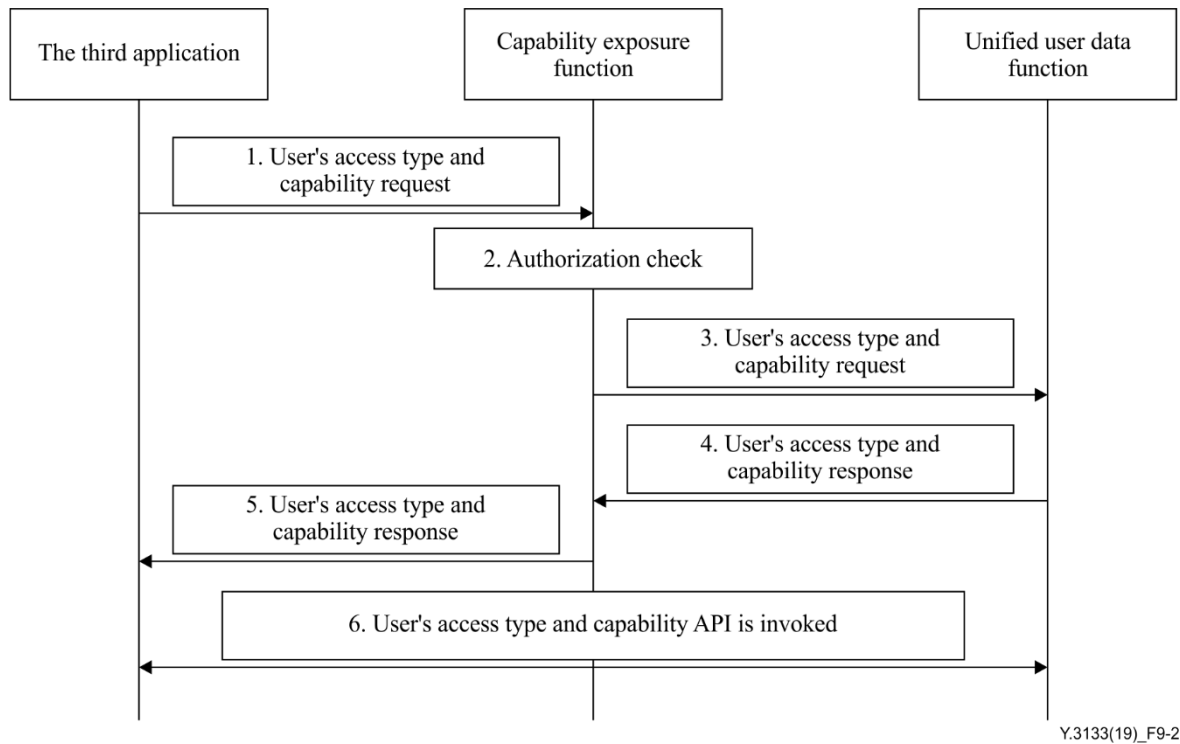 The third application
Capability exposure
function
Unified user data
function
1. User's access type and
capability request
2. Authorization check
3. User's access type and
capability request
4. User's access type and
capability response
5. User's access type and
capability response
6. User's access type and capability API is invoked
Y.3133(19)_F9-2